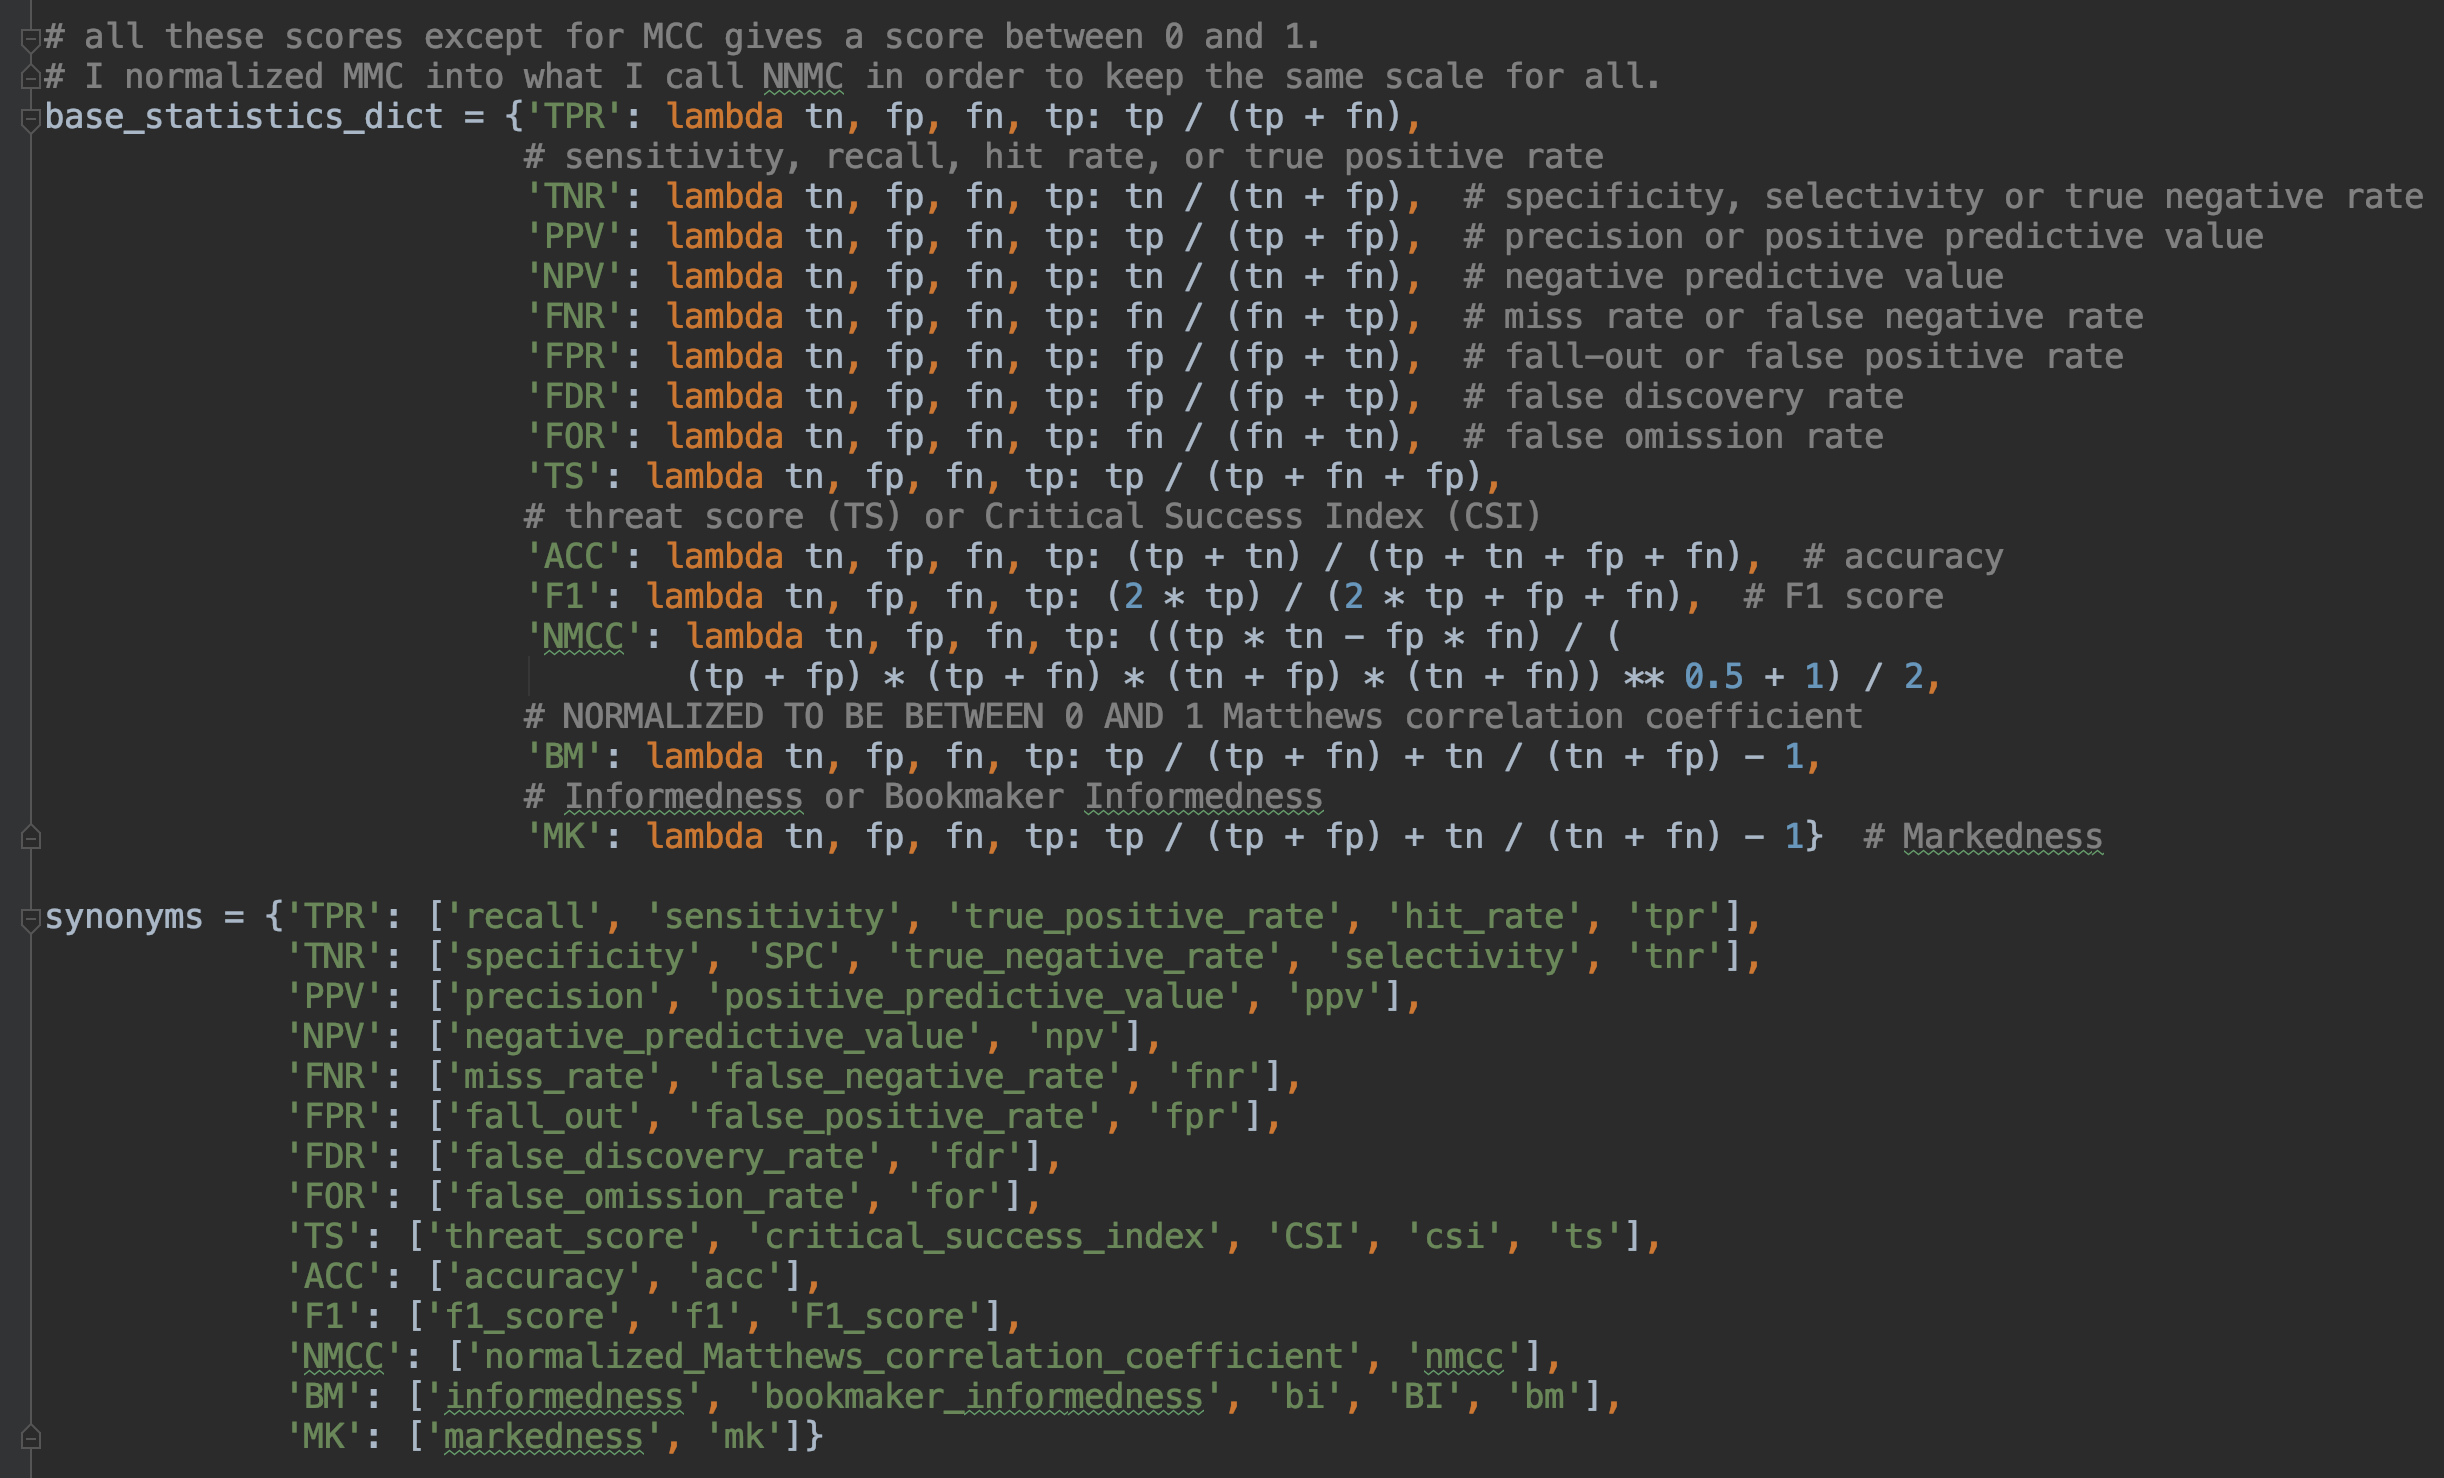 # all these scores except for MCC gives a score between 0 and 1.
# I normalized MMC into what I call NNMC in order to keep the same scale for all.
base_statistics_dict = {'TPR': lambda tn, fp, fn, tp: tp / (tp + fn),
# sensitivity, recall, hit rate, or true positive rate
'TNR': lambda tn, fp, fn, tp: tn / (tn + fp),  # specificity, selectivity or true negative rate
'PPV': lambda tn, fp, fn, tp: tp / (tp + fp),  # precision or positive predictive value
'NPV': lambda tn, fp, fn, tp: tn / (tn + fn),  # negative predictive value
'FNR': lambda tn, fp, fn, tp: fn / (fn + tp),  # miss rate or false negative rate
'FPR': lambda tn, fp, fn, tp: fp / (fp + tn),  # fall-out or false positive rate
'FDR': lambda tn, fp, fn, tp: fp / (fp + tp),  # false discovery rate
'FOR': lambda tn, fp, fn, tp: fn / (fn + tn),  # false omission rate
'TS': lambda tn, fp, fn, tp: tp / (tp + fn + fp),
# threat score (TS) or Critical Success Index (CSI)
'ACC': lambda tn, fp, fn, tp: (tp + tn) / (tp + tn + fp + fn),  # accuracy
'F1': lambda tn, fp, fn, tp: (2 * tp) / (2 * tp + fp + fn),  # F1 score
'NMCC': lambda tn, fp, fn, tp: ((tp * tn - fp * fn) / (
(tp + fp) * (tp + fn) * (tn + fp) * (tn + fn)) ** 0.5 + 1) / 2,
# NORMALIZED TO BE BETWEEN 0 AND 1 Matthews correlation coefficient
'BM': lambda tn, fp, fn, tp: tp / (tp + fn) + tn / (tn + fp) - 1,
# Informedness or Bookmaker Informedness
'MK': lambda tn, fp, fn, tp: tp / (tp + fp) + tn / (tn + fn) - 1}  # Markedness
synonyms = {'TPR': ['recall', 'sensitivity', 'true_positive_rate', 'hit_rate', 'tpr'],
'TNR': ['specificity', 'SPC', 'true_negative_rate', 'selectivity', 'tnr'],
'PPV': ['precision', 'positive_predictive_value', 'ppv'],
'NPV': ['negative_predictive_value', 'npv'],
'FNR': ['miss_rate', 'false_negative_rate', 'fnr'],
'FPR': ['fall_out', 'false_positive_rate', 'fpr'],
'FDR': ['false_discovery_rate', 'fdr'],
'FOR': ['false_omission_rate', 'for'],
'TS': ['threat_score', 'critical_success_index', 'CSI', 'csi', 'ts'],
'ACC': ['accuracy', 'acc'],
'F1': ['f1_score', 'f1', 'F1_score'],
'NMCC': ['normalized_Matthews_correlation_coefficient', 'nmcc'],
'BM': ['informedness', 'bookmaker_informedness', 'bi', 'BI', 'bm'],
'MK': ['markedness', 'mk']}